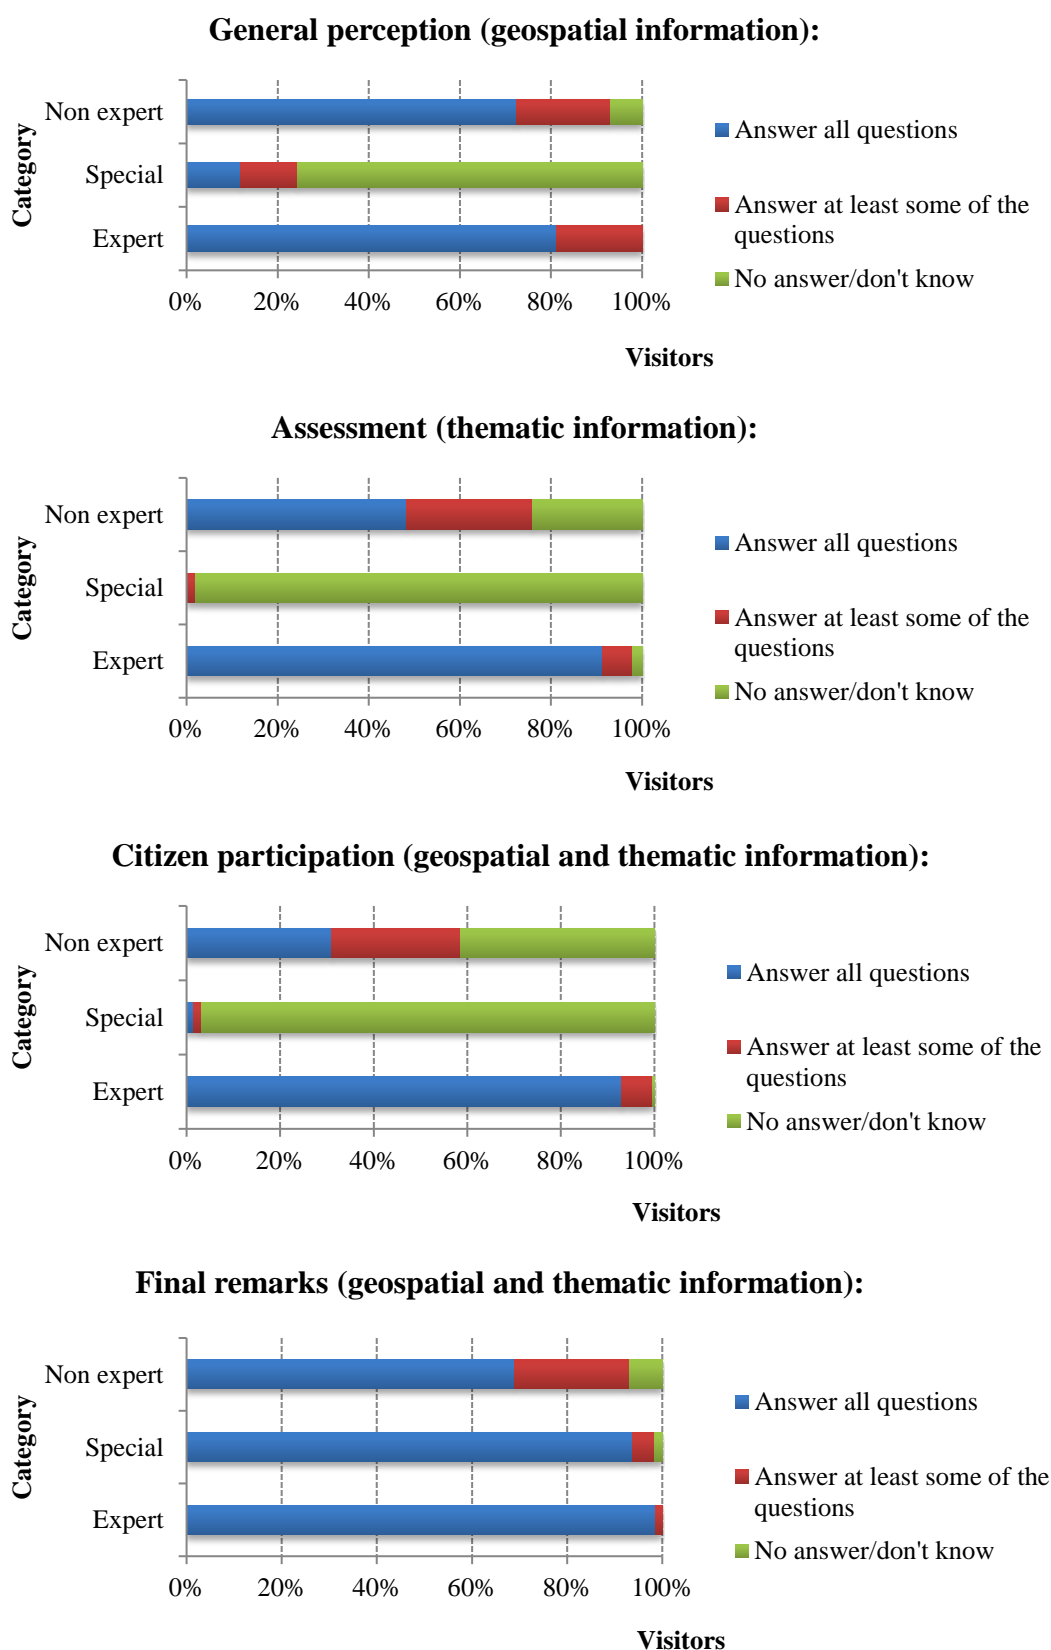 General perception (geospatial information):
Category
Non expert
Special
Expert
0% 20% 40% 60% 80% 100%
Visitors
Answer all questions
Answer at least some of the
questions
No answer/don't know
Assessment (thematic information):
Category
Non expert
Special
Expert
0% 20% 40% 60% 80% 100%
Visitors
Answer all questions
Answer at least some of the
questions
No answer/don't know
Citizen participation (geospatial and thematic information):
Category
Non expert
Special
Expert
0% 20% 40% 60% 80% 100%
Visitors
Answer all questions
Answer at least some of the
questions
No answer/don't know
Final remarks (geospatial and thematic information):
Category
Non expert
Special
Expert
0% 20% 40% 60% 80% 100%
Visitors
Answer all questions
Answer at least some of the
questions
No answer/don't know